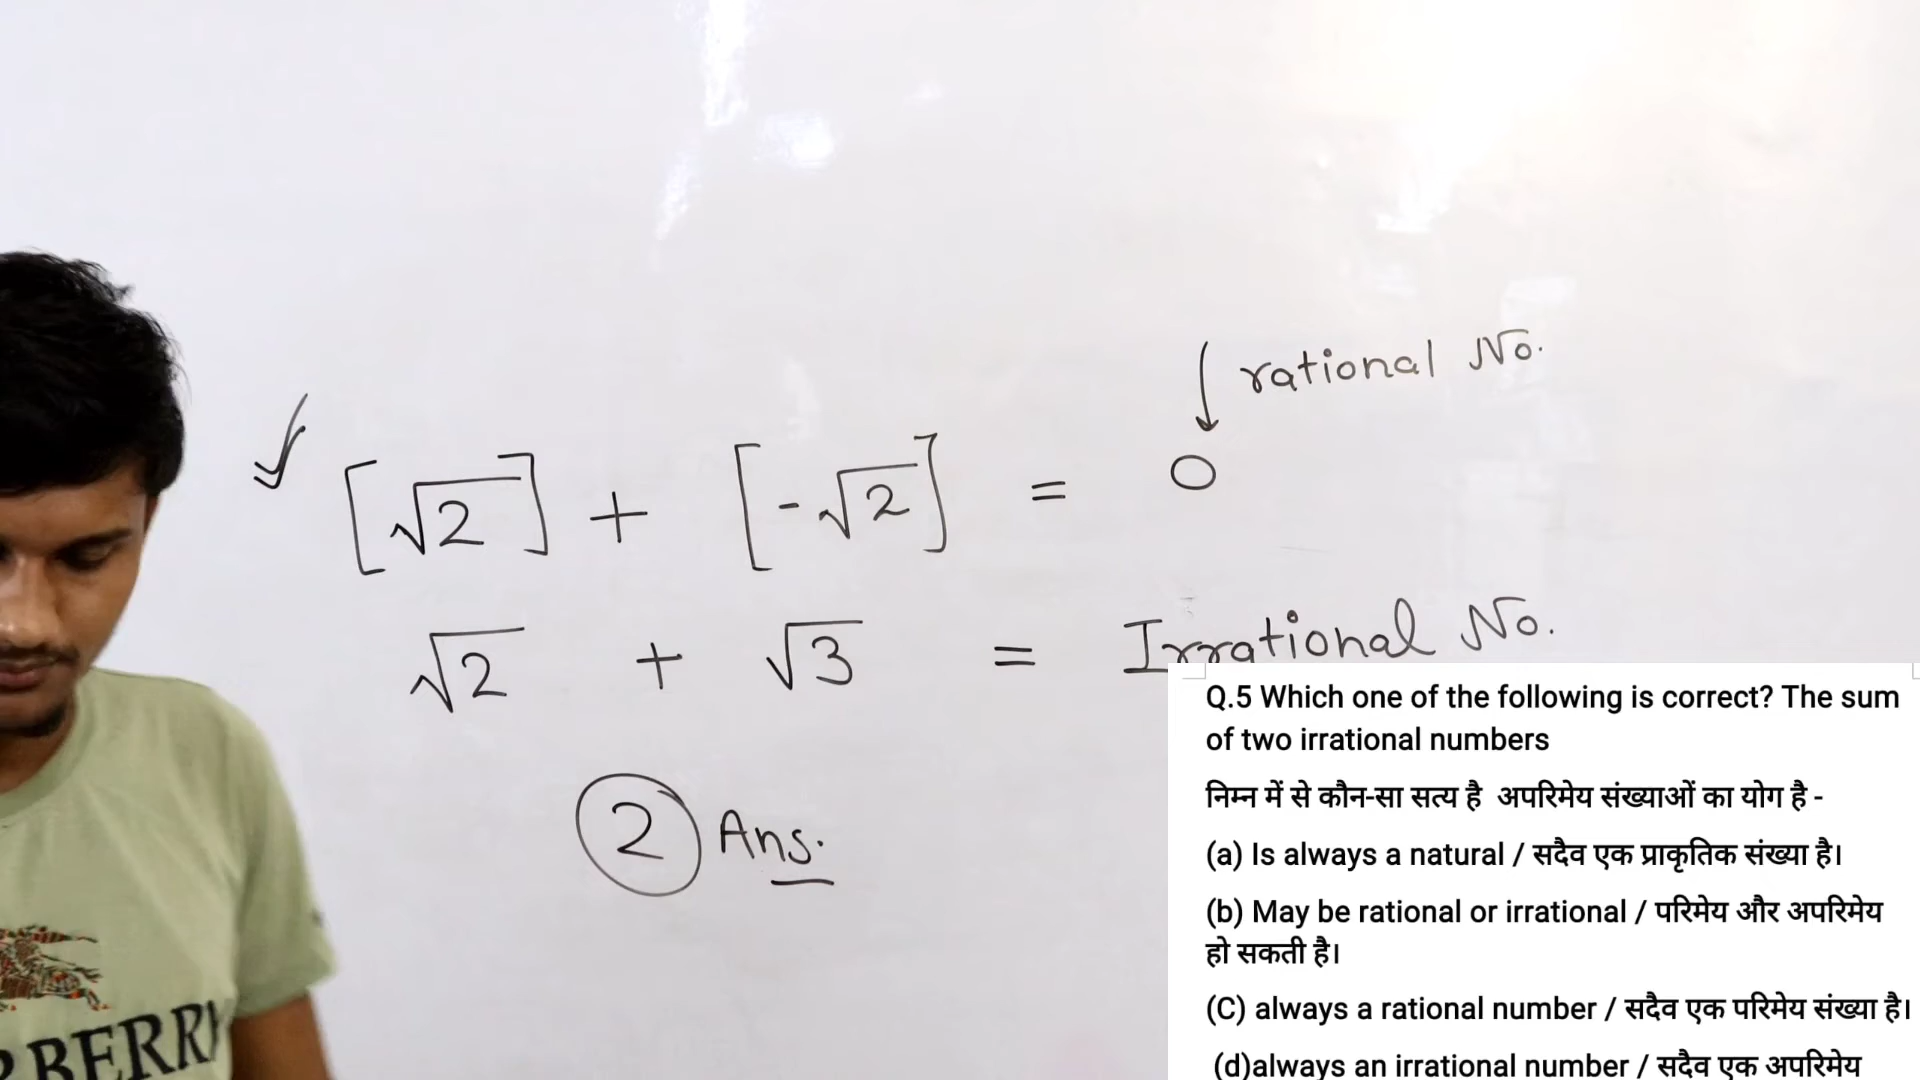 rational No.
[√2] + [-√2] = 0
√2 + √3 = Irrational No.
2 Ans.
Q.5 Which one of the following is correct? The sum
of two irrational numbers
निम्न में से कौन-सा सत्य है अपरिमेय संख्याओं का योग है -
(a) Is always a natural / सदैव एक प्राकृतिक संख्या है।
(b) May be rational or irrational / परिमेय और अपरिमेय
हो सकती है।
(C) always a rational number / सदैव एक परिमेय संख्या है।
(d)always an irrational number / सदैव एक अपरिमेय